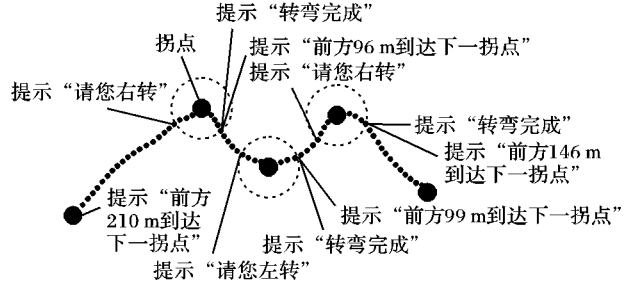 提示“转弯完成”
拐点
提示“前方96 m到达下一拐点”
提示“请您右转”
提示“请您右转”
提示“转弯完成”
提示“前方146 m
到达下一拐点”
提示“前方
210 m到达
下一拐点”
提示“前方99 m到达下一拐点”
提示“转弯完成”
提示“请您左转”